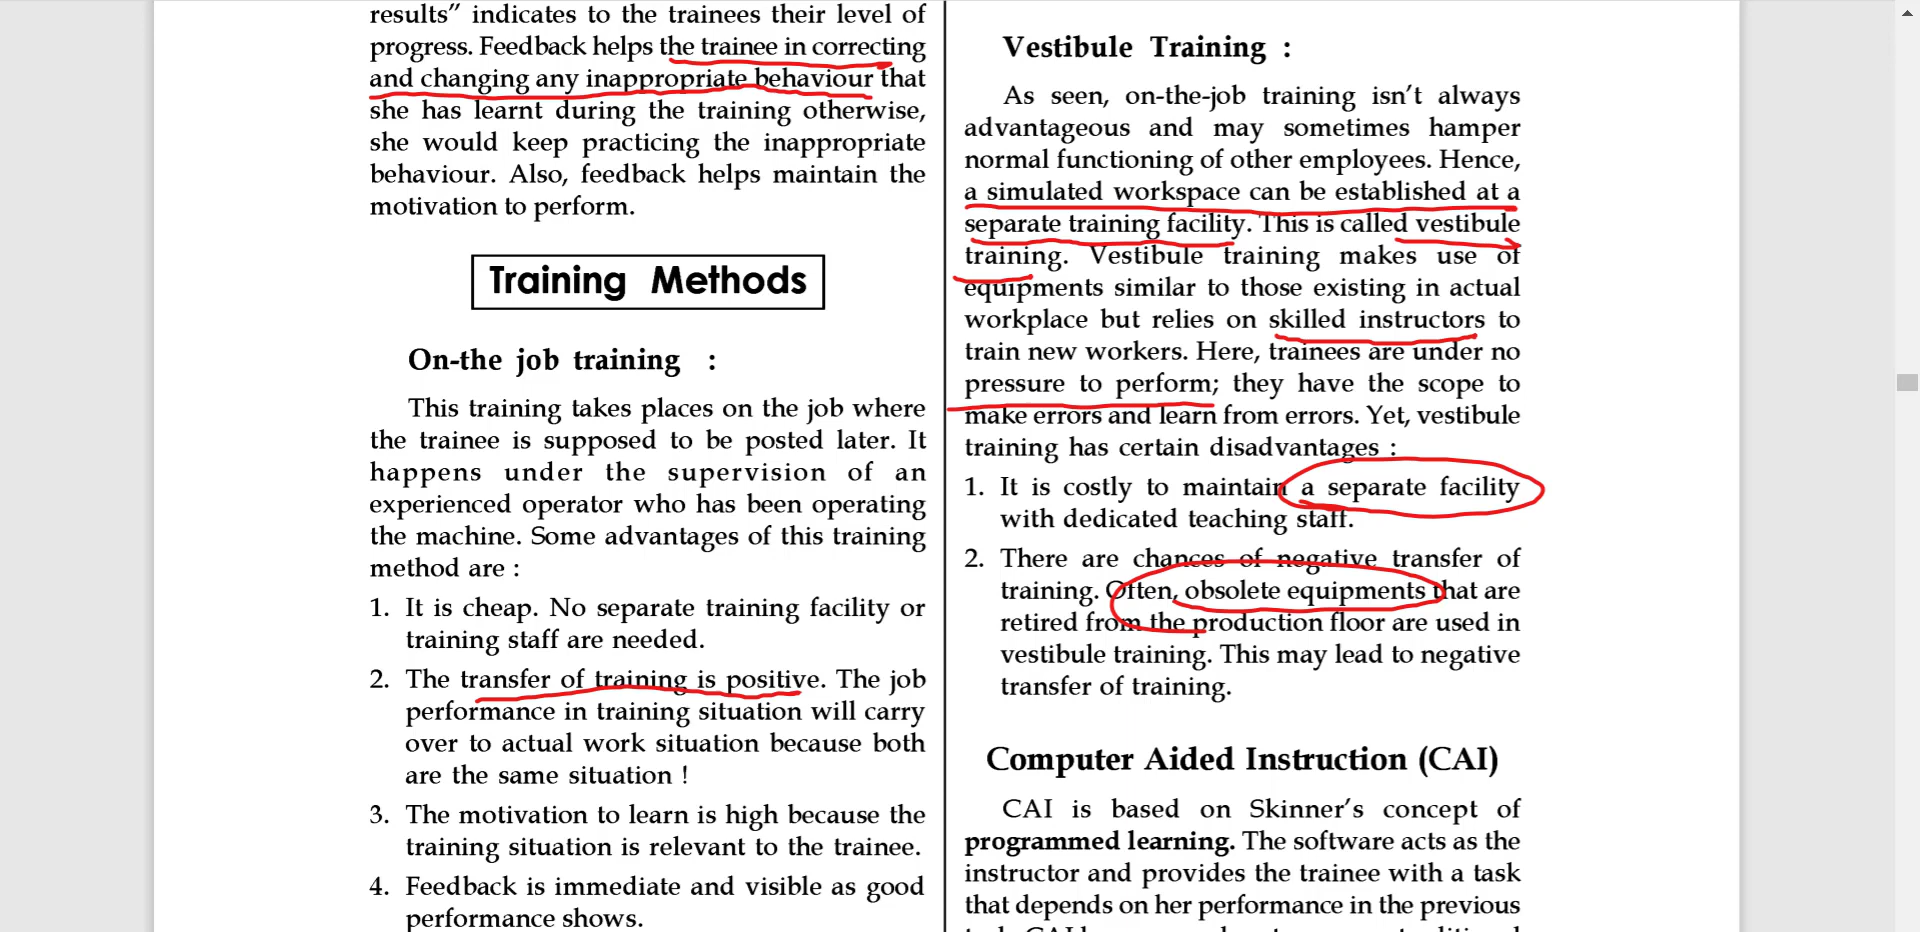 results” indicates to the trainees their level of
progress. Feedback helps the trainee in correcting
and changing any inappropriate behaviour that
she has learnt during the training otherwise,
she would keep practicing the inappropriate
behaviour. Also, feedback helps maintain the
motivation to perform.
Training Methods
On-the job training :
This training takes places on the job where
the trainee is supposed to be posted later. It
happens under the supervision of an
experienced operator who has been operating
the machine. Some advantages of this training
method are :
1. It is cheap. No separate training facility or
training staff are needed.
2. The transfer of training is positive. The job
performance in training situation will carry
over to actual work situation because both
are the same situation !
3. The motivation to learn is high because the
training situation is relevant to the trainee.
4. Feedback is immediate and visible as good
performance shows.
Vestibule Training :
As seen, on-the-job training isn’t always
advantageous and may sometimes hamper
normal functioning of other employees. Hence,
a simulated workspace can be established at a
separate training facility. This is called vestibule
training. Vestibule training makes use of
equipments similar to those existing in actual
workplace but relies on skilled instructors to
train new workers. Here, trainees are under no
pressure to perform; they have the scope to
make errors and learn from errors. Yet, vestibule
training has certain disadvantages :
1. It is costly to maintain a separate facility
with dedicated teaching staff.
2. There are chances of negative transfer of
training. Often, obsolete equipments that are
retired from the production floor are used in
vestibule training. This may lead to negative
transfer of training.
Computer Aided Instruction (CAI)
CAI is based on Skinner’s concept of
programmed learning. The software acts as the
instructor and provides the trainee with a task
that depends on her performance in the previous